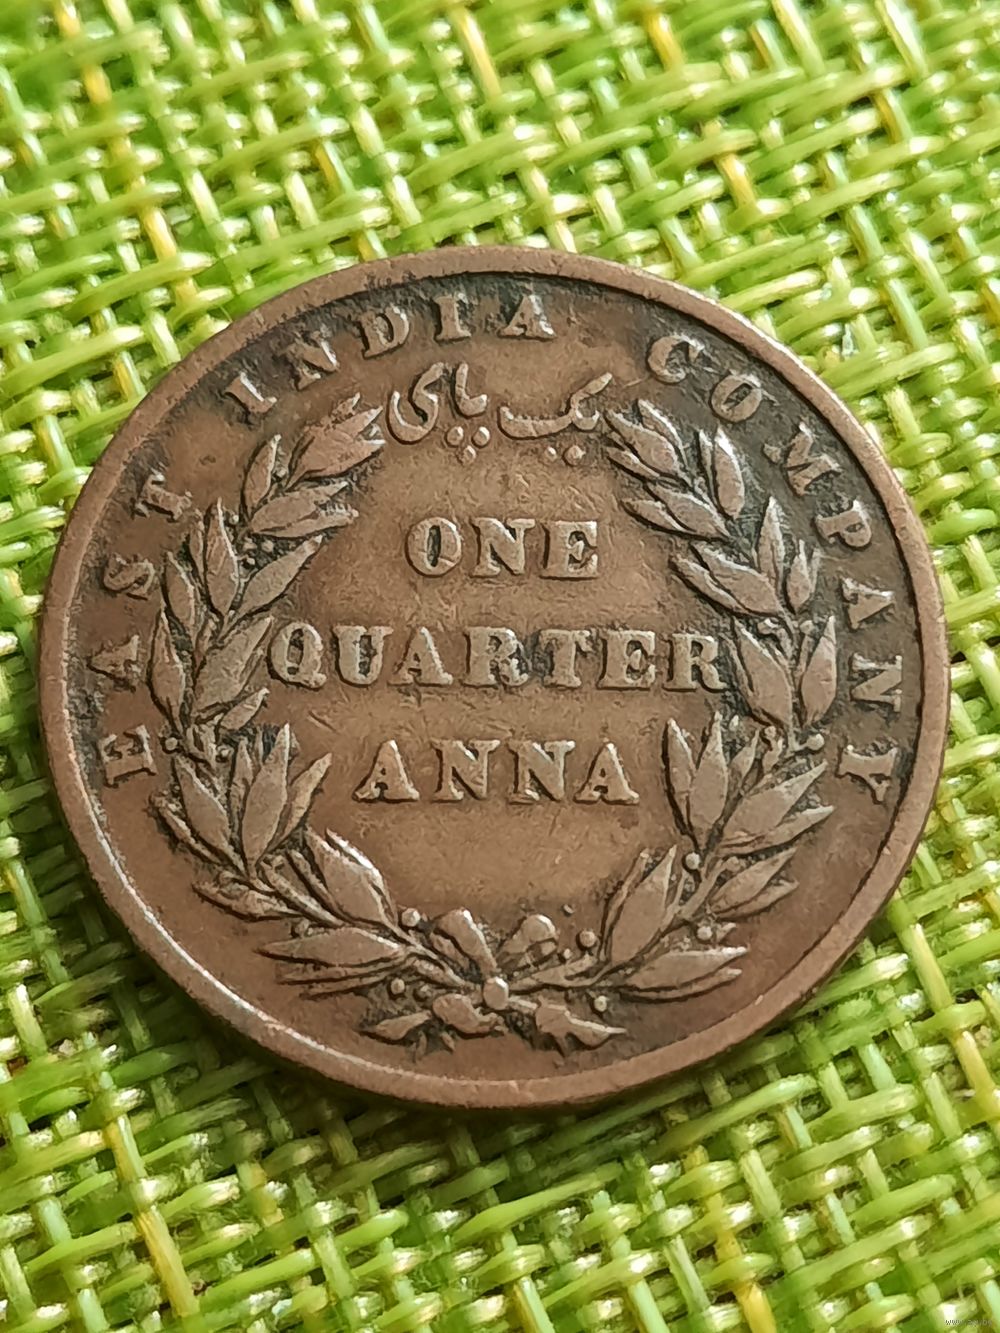 EAST INDIA COMPANY
یک پای
ONE
QUARTER
ANNA